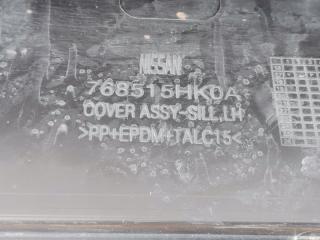 NISSAN
768515HK0A
COVER ASSY-SILL,LH
>PP+EPDM+TALC15<